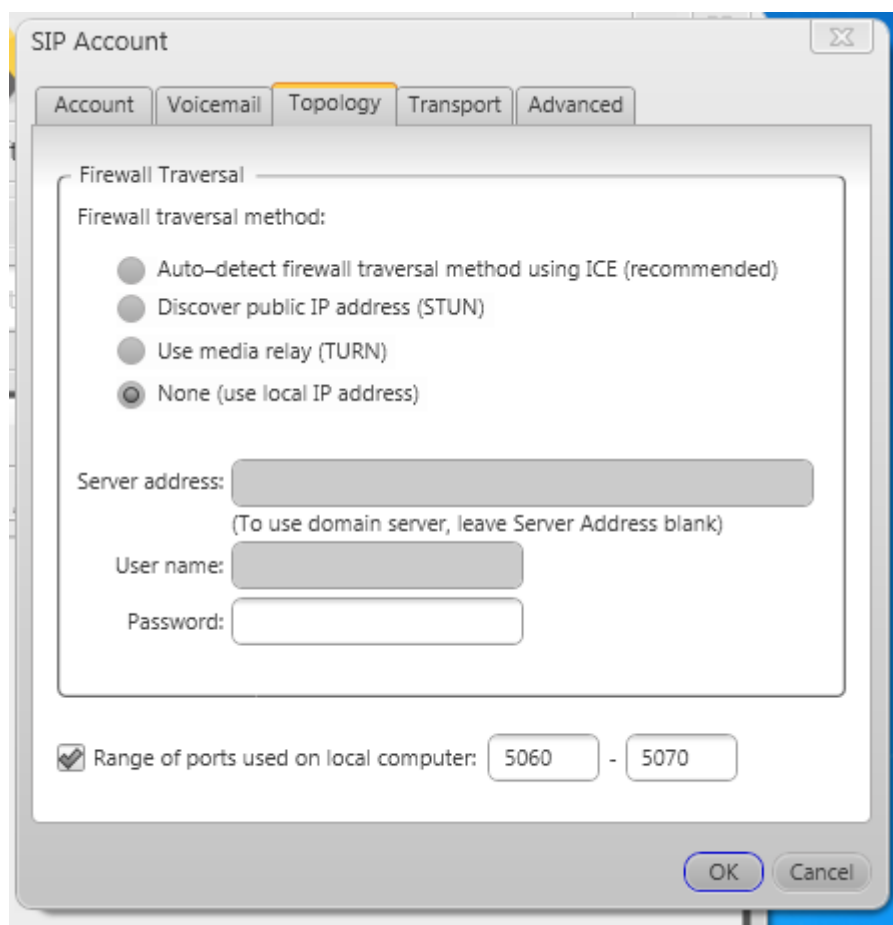 SIP Account
Account Voicemail Topology Transport Advanced
Firewall Traversal
Firewall traversal method:
Auto–detect firewall traversal method using ICE (recommended)
Discover public IP address (STUN)
Use media relay (TURN)
None (use local IP address)
Server address:
(To use domain server, leave Server Address blank)
User name:
Password:
Range of ports used on local computer: 5060 - 5070
OK Cancel